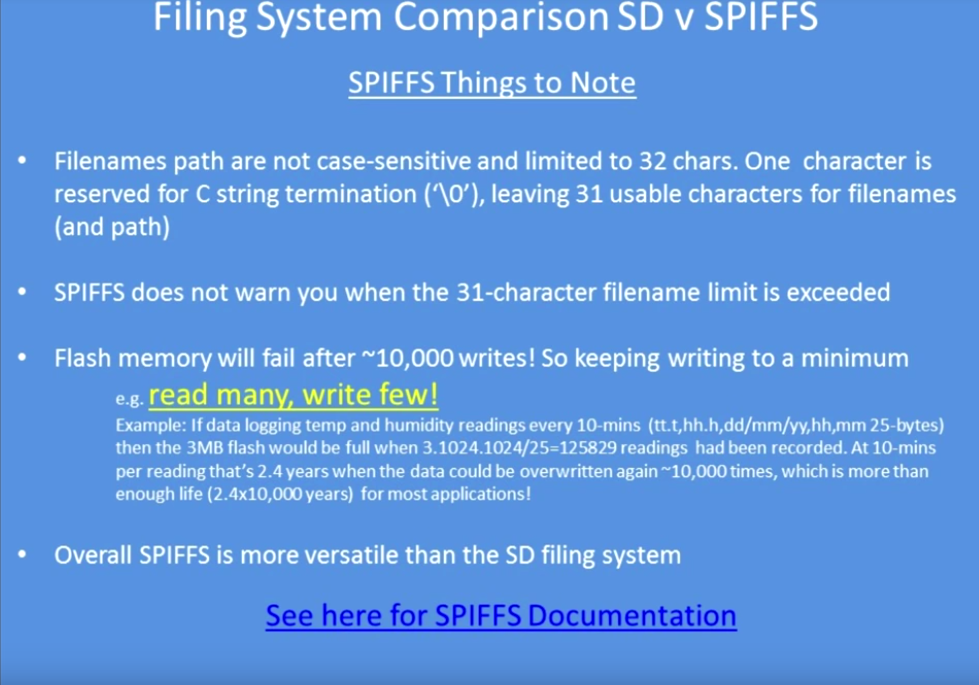 Filing System Comparison SD v SPIFFS
SPIFFS Things to Note
• Filenames path are not case-sensitive and limited to 32 chars. One character is
reserved for C string termination ('\0'), leaving 31 usable characters for filenames
(and path)
• SPIFFS does not warn you when the 31-character filename limit is exceeded
• Flash memory will fail after ~10,000 writes! So keeping writing to a minimum
e.g. read many, write few!
Example: If data logging temp and humidity readings every 10-mins (tt.t,hh.h,dd/mm/yy,hh,mm 25-bytes)
then the 3MB flash would be full when 3.1024.1024/25=125829 readings had been recorded. At 10-mins
per reading that's 2.4 years when the data could be overwritten again ~10,000 times, which is more than
enough life (2.4x10,000 years) for most applications!
• Overall SPIFFS is more versatile than the SD filing system
See here for SPIFFS Documentation